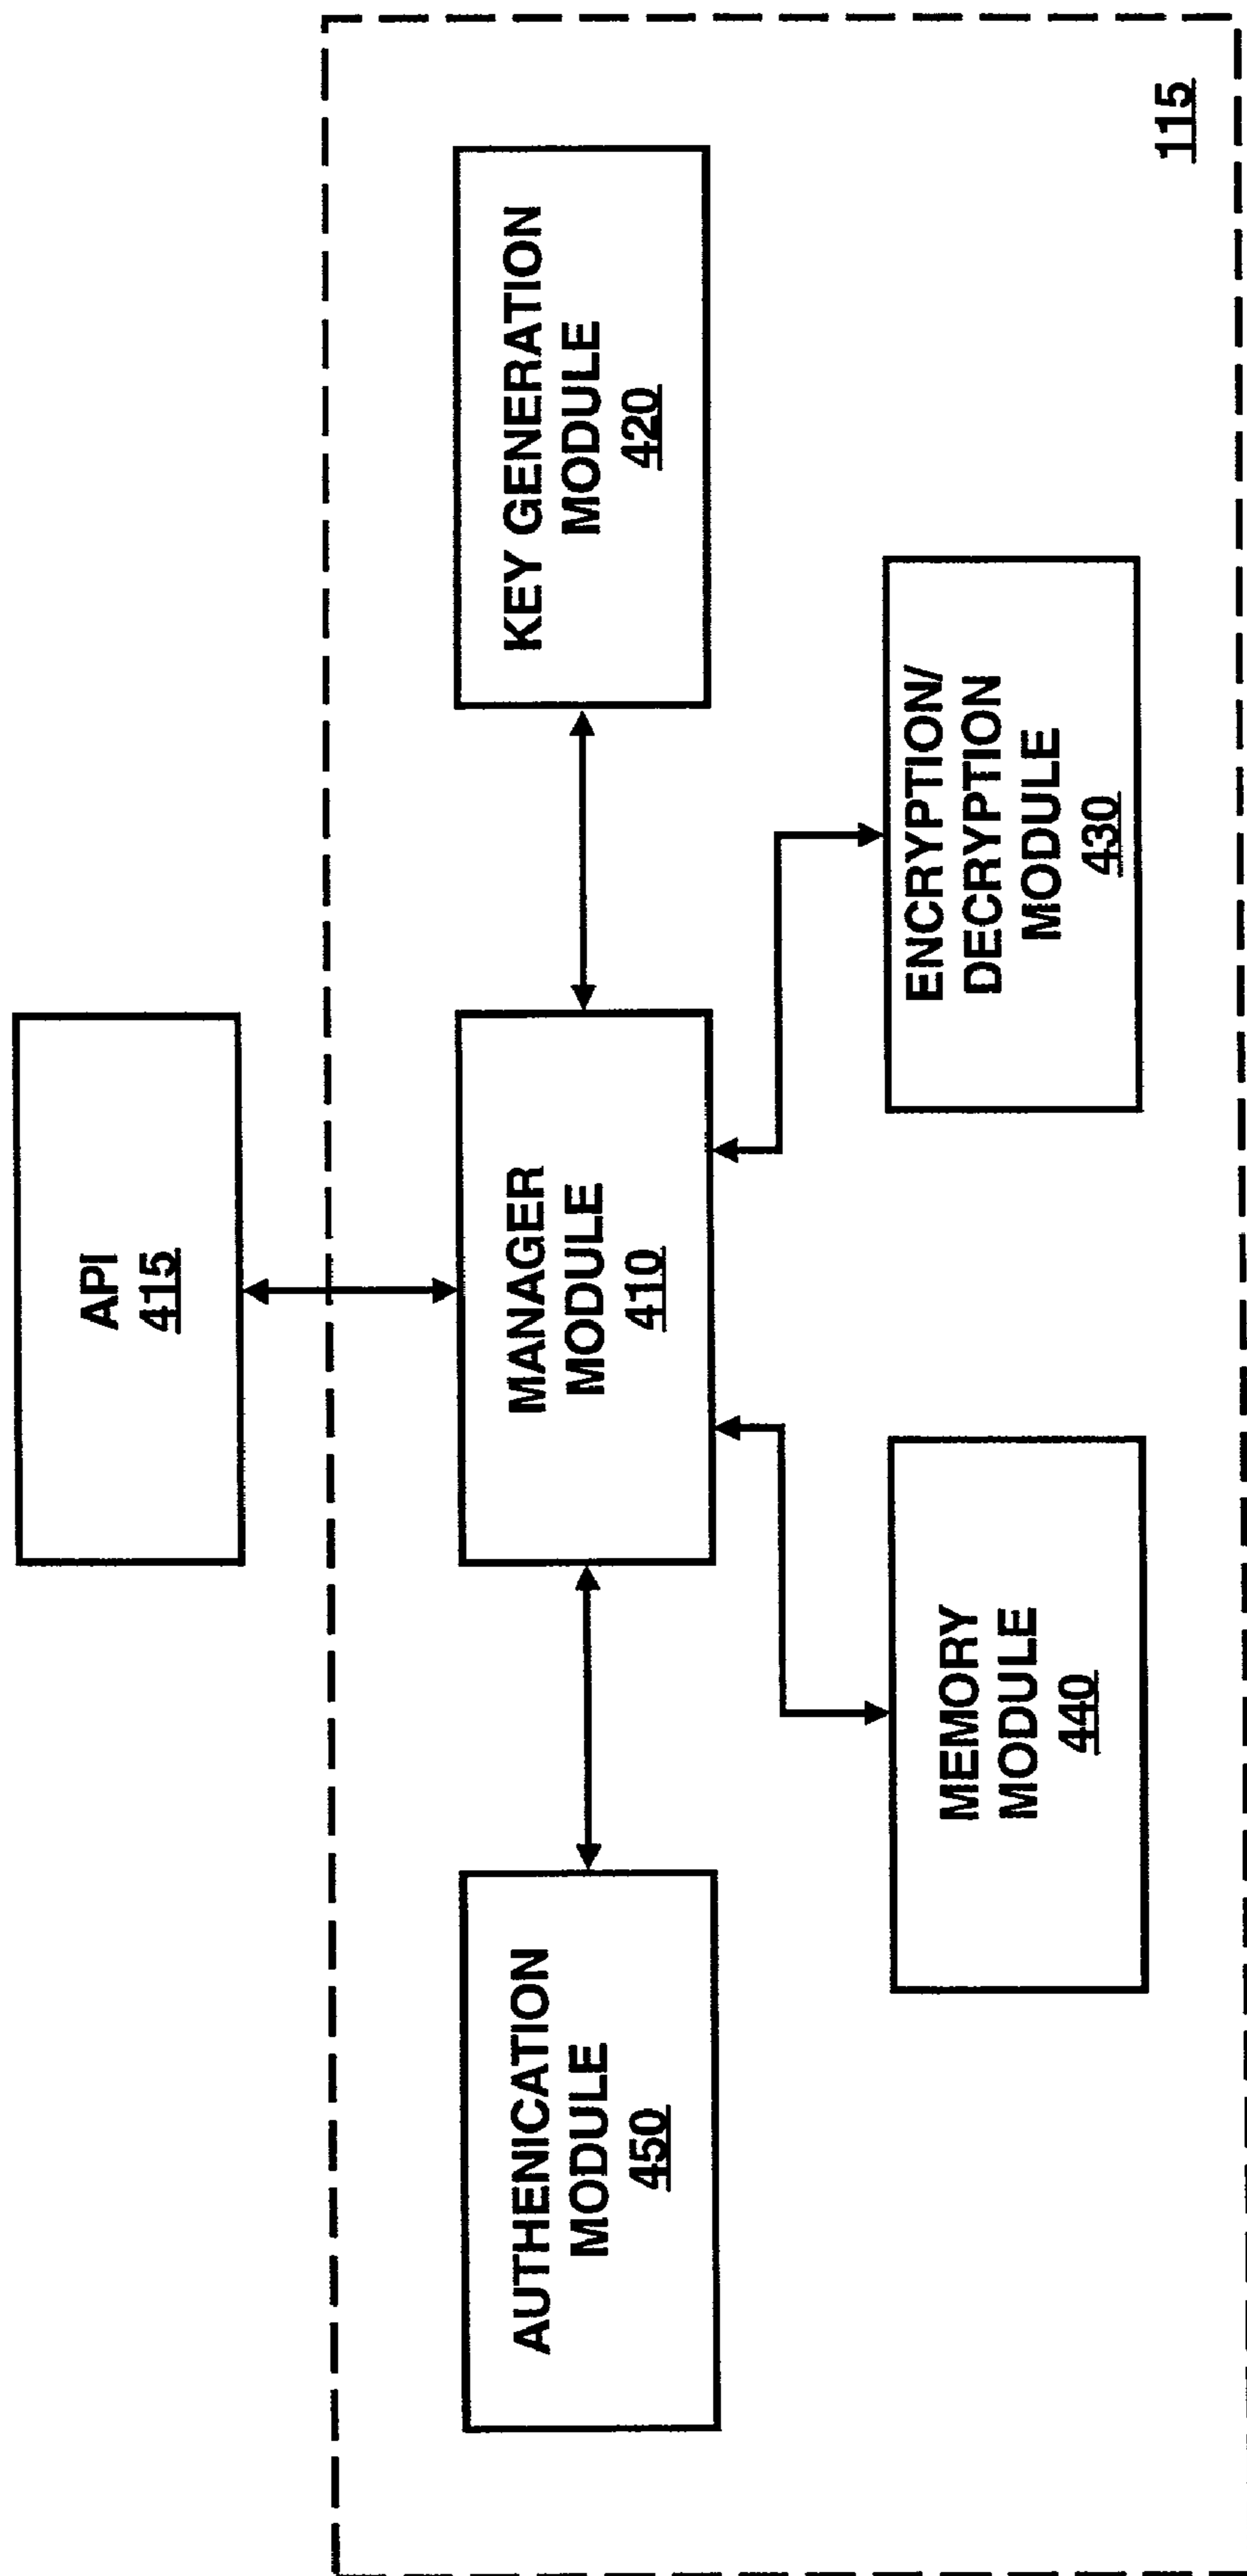 API
415
AUTHENICATION
MODULE
450
MANAGER
MODULE
410
KEY GENERATION
MODULE
420
MEMORY
MODULE
440
ENCRYPTION/
DECRYPTION
MODULE
430
115